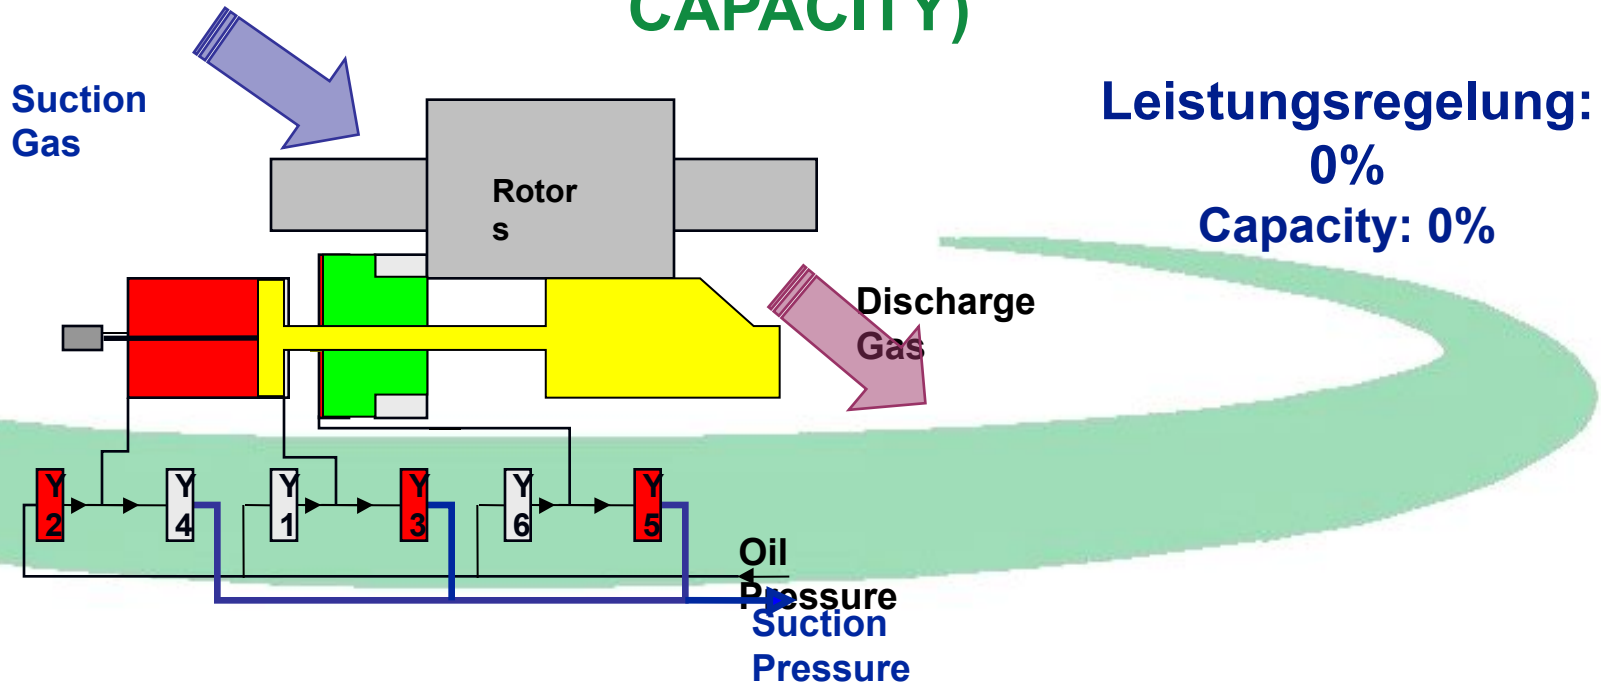 CAPACITY)
Suction
Gas
Leistungsregelung:
0%
Capacity: 0%
Rotor
s
Discharge
Gas
Y
2
Y
4
Y
1
Y
3
Y
6
Y
5
Oil
Pressure
Suction
Pressure